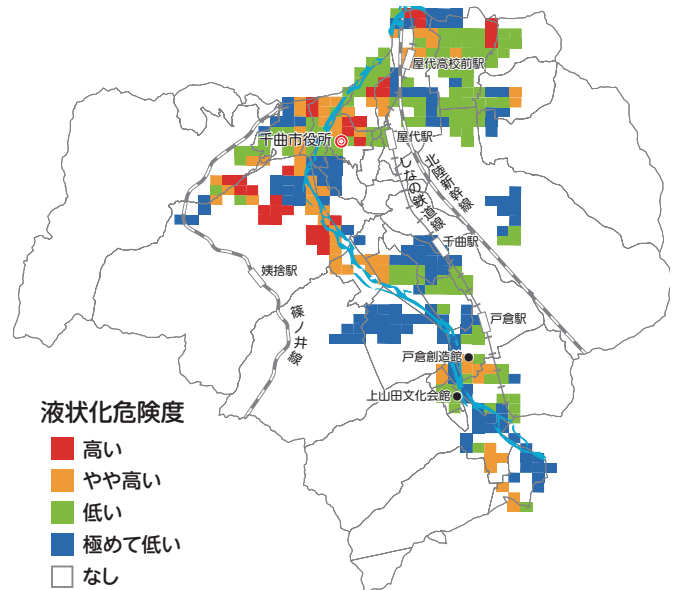 屋代高校前駅
千曲市役所
屋代駅
北陸新幹線
しなの鉄道線
千曲駅
姨捨駅
篠ノ井線
戸倉駅
戸倉創造館
上山田文化会館
液状化危険度
高い
やや高い
低い
極めて低い
なし